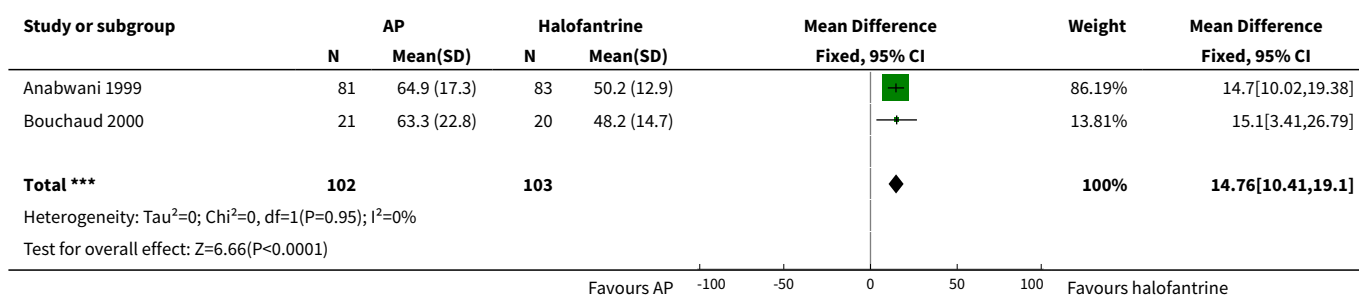 Study or subgroup AP Halofantrine Mean Difference Weight Mean Difference
N Mean(SD) N Mean(SD) Fixed, 95% CI Fixed, 95% CI
Anabwani 1999 81 64.9 (17.3) 83 50.2 (12.9) 86.19% 14.7[10.02,19.38]
Bouchaud 2000 21 63.3 (22.8) 20 48.2 (14.7) 13.81% 15.1[3.41,26.79]
Total *** 102 103 100% 14.76[10.41,19.1]
Heterogeneity: Tau²=0; Chi²=0, df=1(P=0.95); I²=0%
Test for overall effect: Z=6.66(P<0.0001)
Favours AP -100 -50 0 50 100 Favours halofantrine